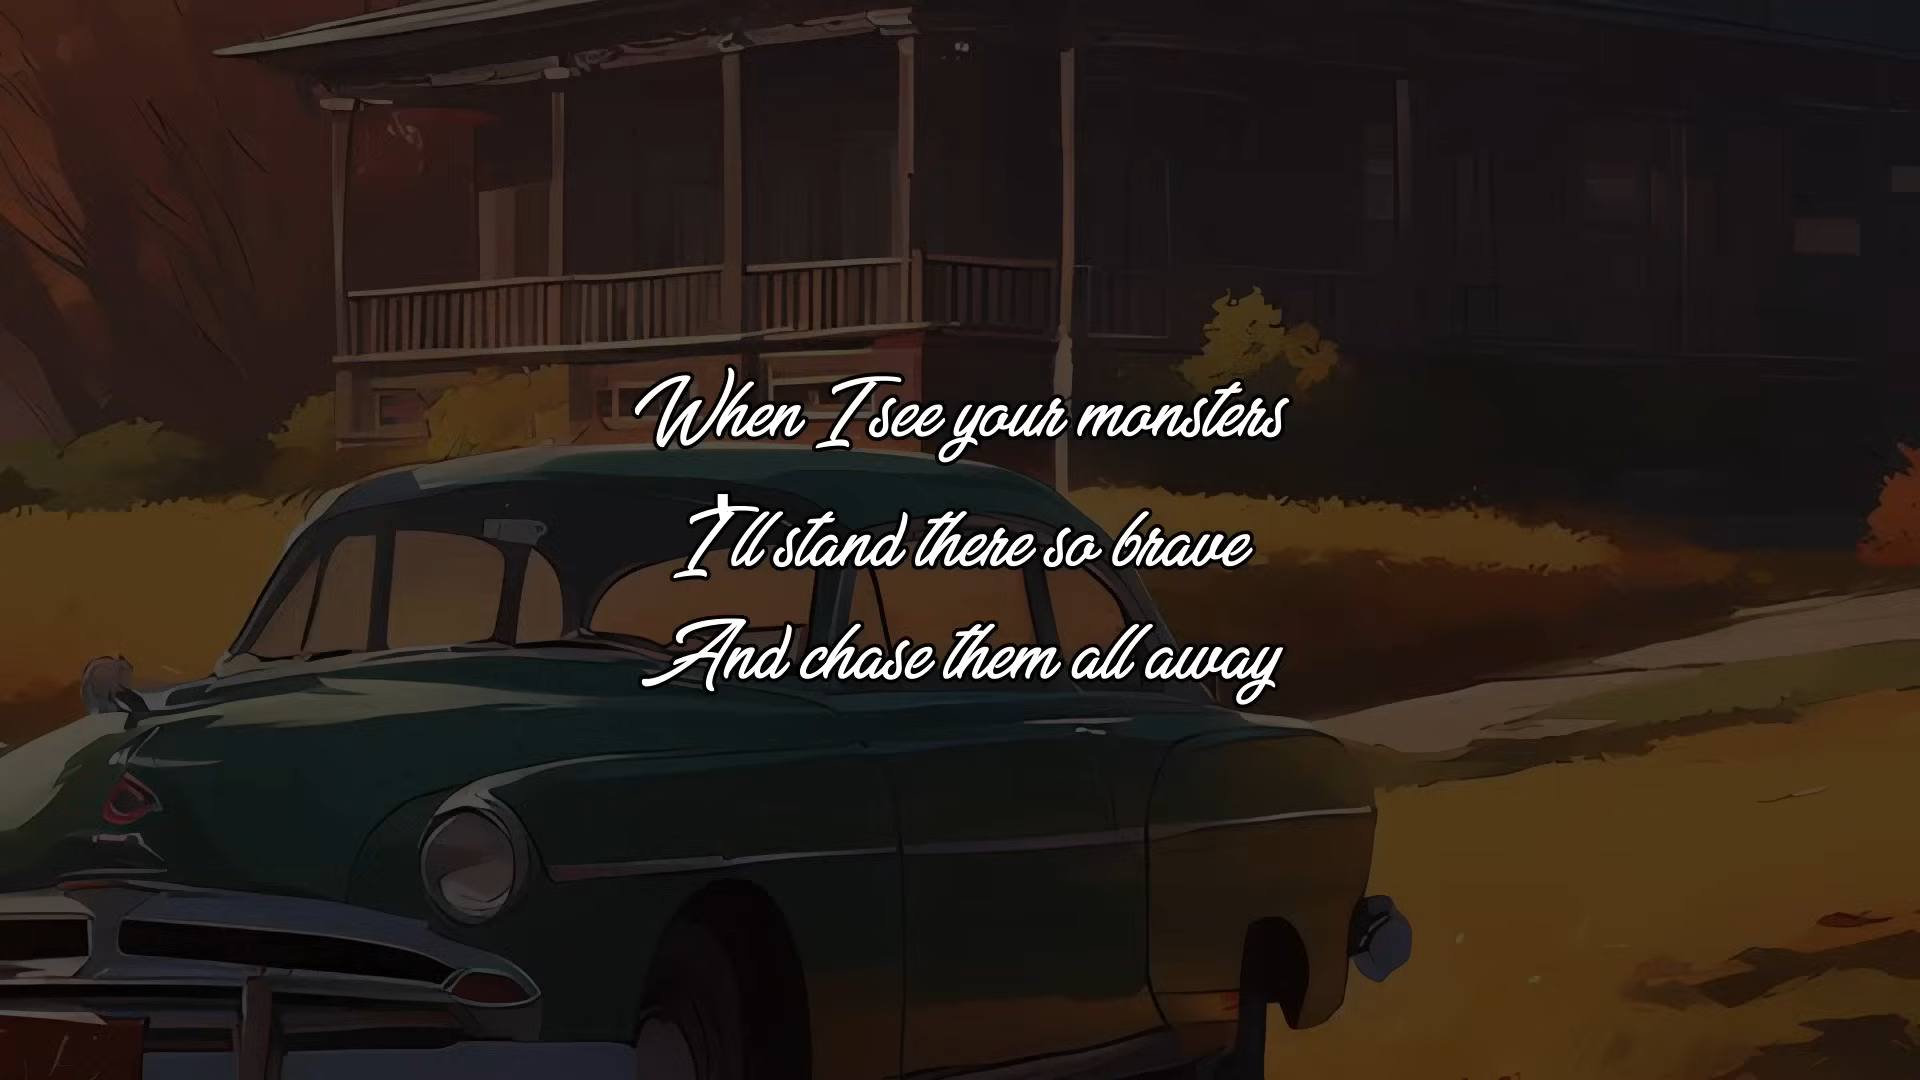 When I see your monsters
I'll stand there so brave
And chase them all away